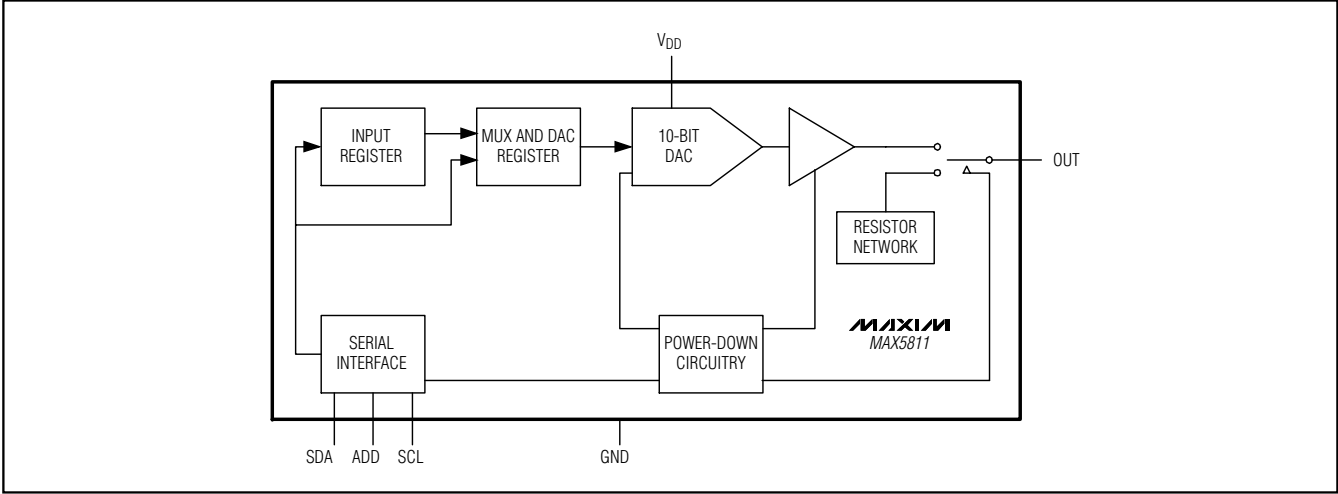 VDD
INPUT
REGISTER
MUX AND DAC
REGISTER
10-BIT
DAC
OUT
RESISTOR
NETWORK
SERIAL
INTERFACE
POWER-DOWN
CIRCUITRY
MAXIM
MAX5811
SDA
ADD
SCL
GND